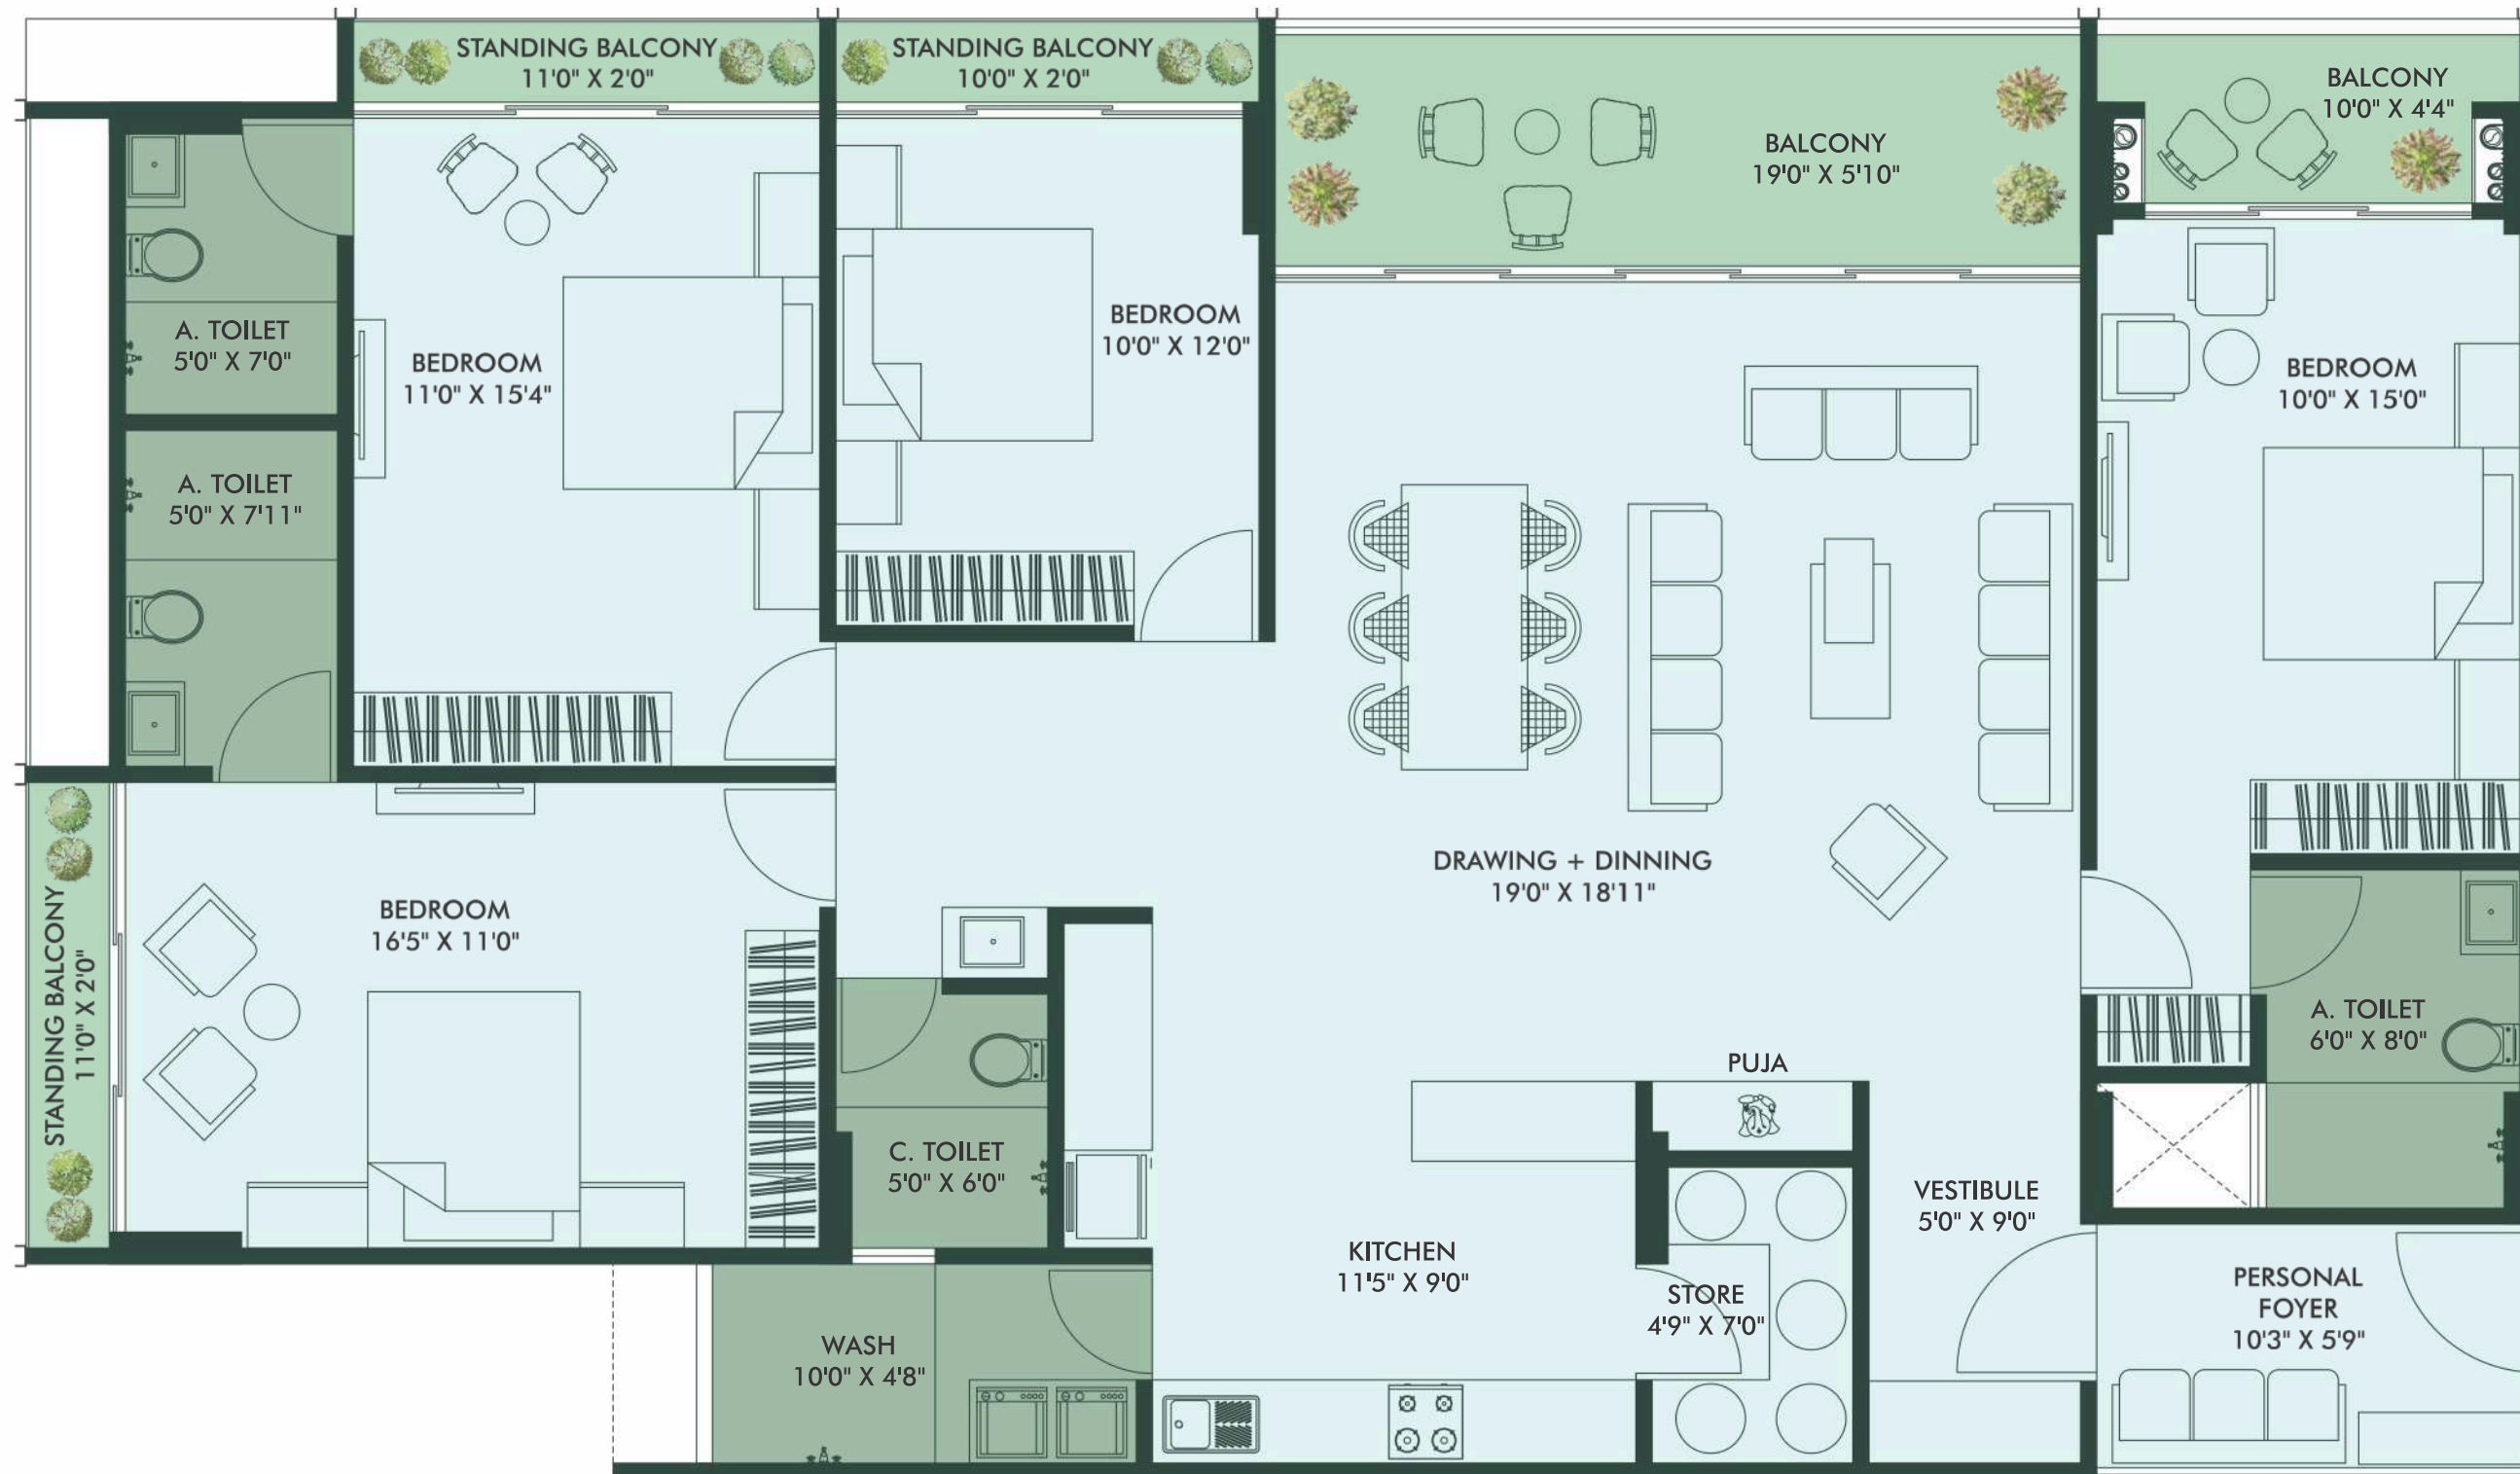 STANDING BALCONY
11'0" X 2'0"
STANDING BALCONY
10'0" X 2'0"
BALCONY
19'0" X 5'10"
BALCONY
10'0" X 4'4"
A. TOILET
5'0" X 7'0"
BEDROOM
11'0" X 15'4"
BEDROOM
10'0" X 12'0"
BEDROOM
10'0" X 15'0"
A. TOILET
5'0" X 7'11"
DRAWING + DINNING
19'0" X 18'11"
STANDING BALCONY
11'0" X 2'0"
BEDROOM
16'5" X 11'0"
A. TOILET
6'0" X 8'0"
PUJA
C. TOILET
5'0" X 6'0"
VESTIBULE
5'0" X 9'0"
KITCHEN
11'5" X 9'0"
STORE
4'9" X 7'0"
PERSONAL
FOYER
10'3" X 5'9"
WASH
10'0" X 4'8"